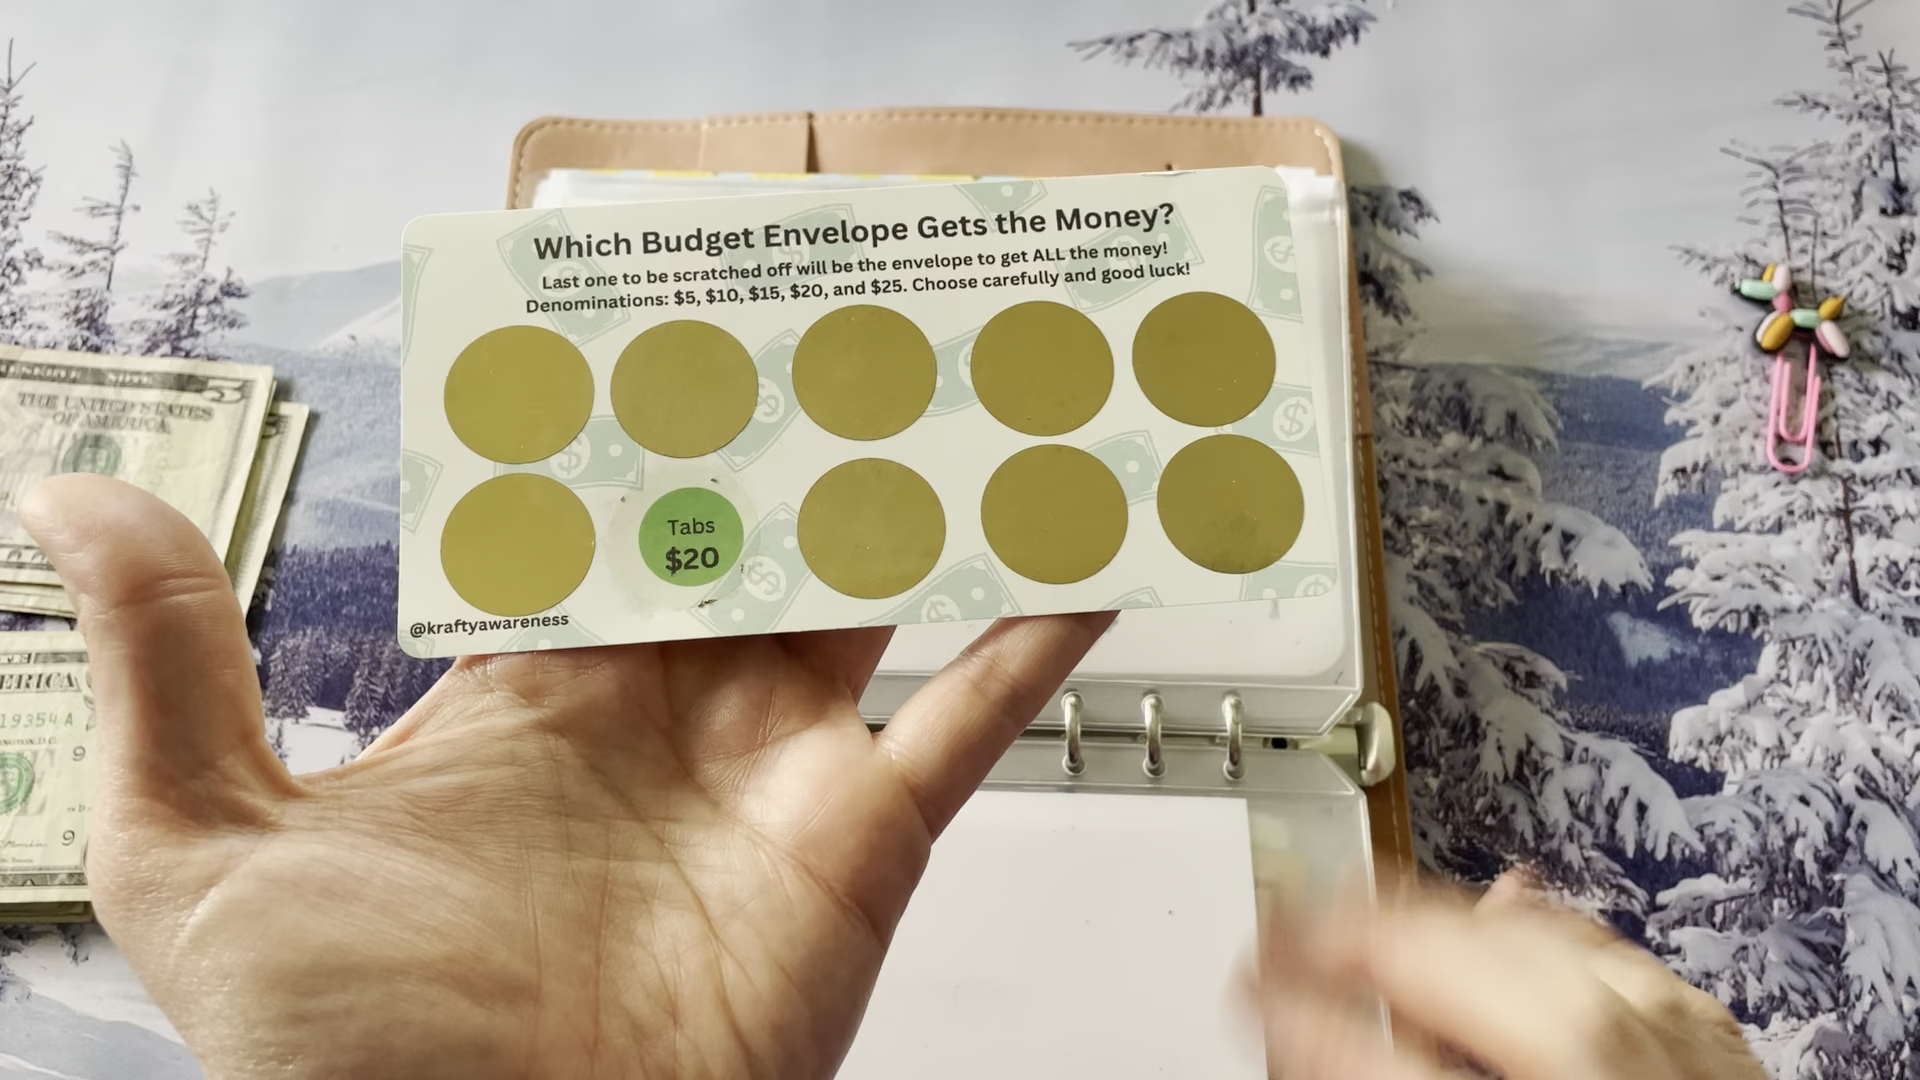 Which Budget Envelope Gets the Money?
Last one to be scratched off will be the envelope to get ALL the money!
Denominations: $5, $10, $15, $20, and $25. Choose carefully and good luck!
Tabs
$20
@kraftyawareness
5
THE UNITED STATES
OF AMERICA
ERICA
19354 A
9
9